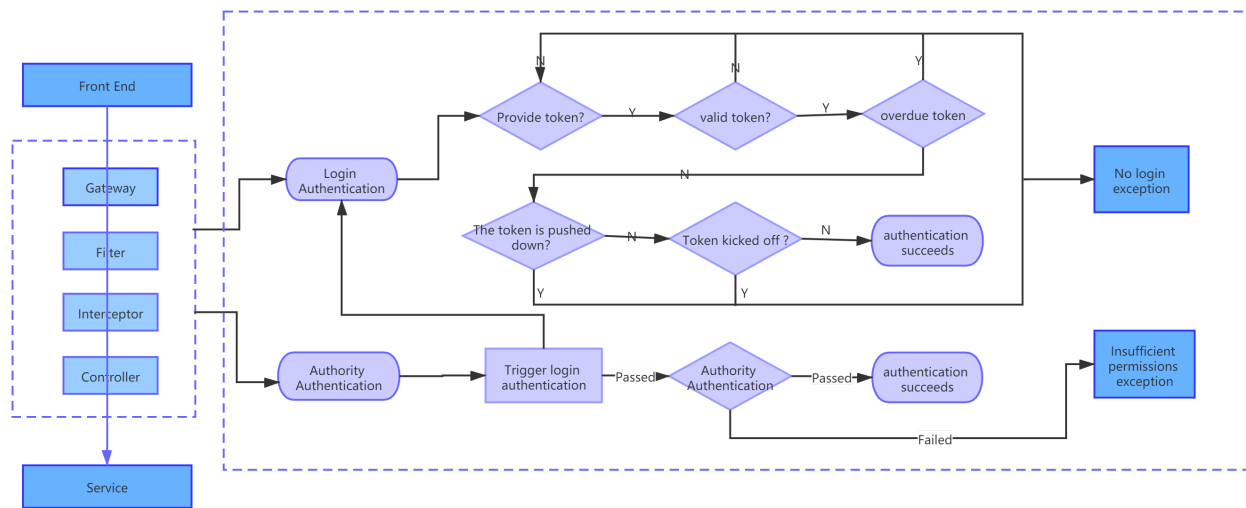 Front End
Gateway
Filter
Interceptor
Controller
Service
Login
Authentication
N
Provide token?
Y
N
valid token?
Y
Y
overdue token
N
The token is pushed
down?
N
Y
Token kicked off ?
N
Y
authentication
succeeds
No login
exception
Authority
Authentication
Trigger login
authentication
Passed
Authority
Authentication
Passed
authentication
succeeds
Failed
Insufficient
permissions
exception